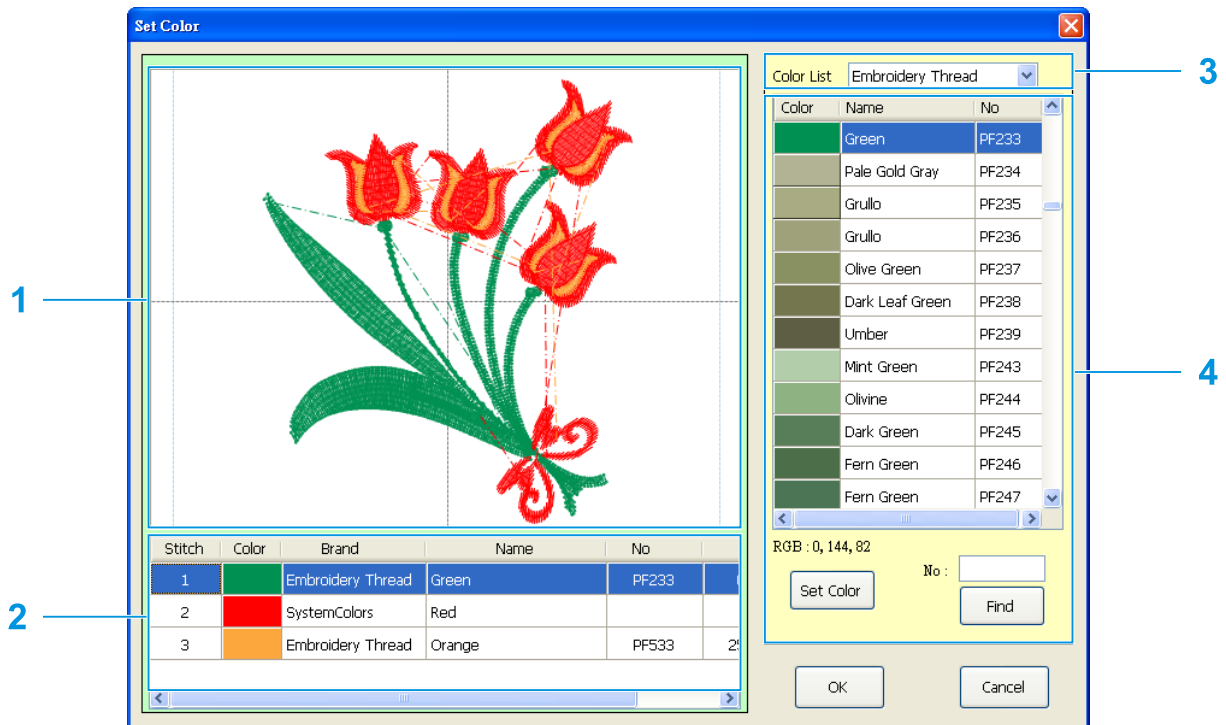 Set Color
Color List Embroidery Thread
3
Color Name No
Green PF233
Pale Gold Gray PF234
Grullo PF235
Grullo PF236
Olive Green PF237
Dark Leaf Green PF238
Umber PF239
Mint Green PF243
Olivine PF244
Dark Green PF245
Fern Green PF246
Fern Green PF247
1
4
RGB : 0, 144, 82
No :
Set Color
Find
Stitch Color Brand Name No
1 Embroidery Thread Green PF233
2 SystemColors Red
3 Embroidery Thread Orange PF533
2
OK
Cancel